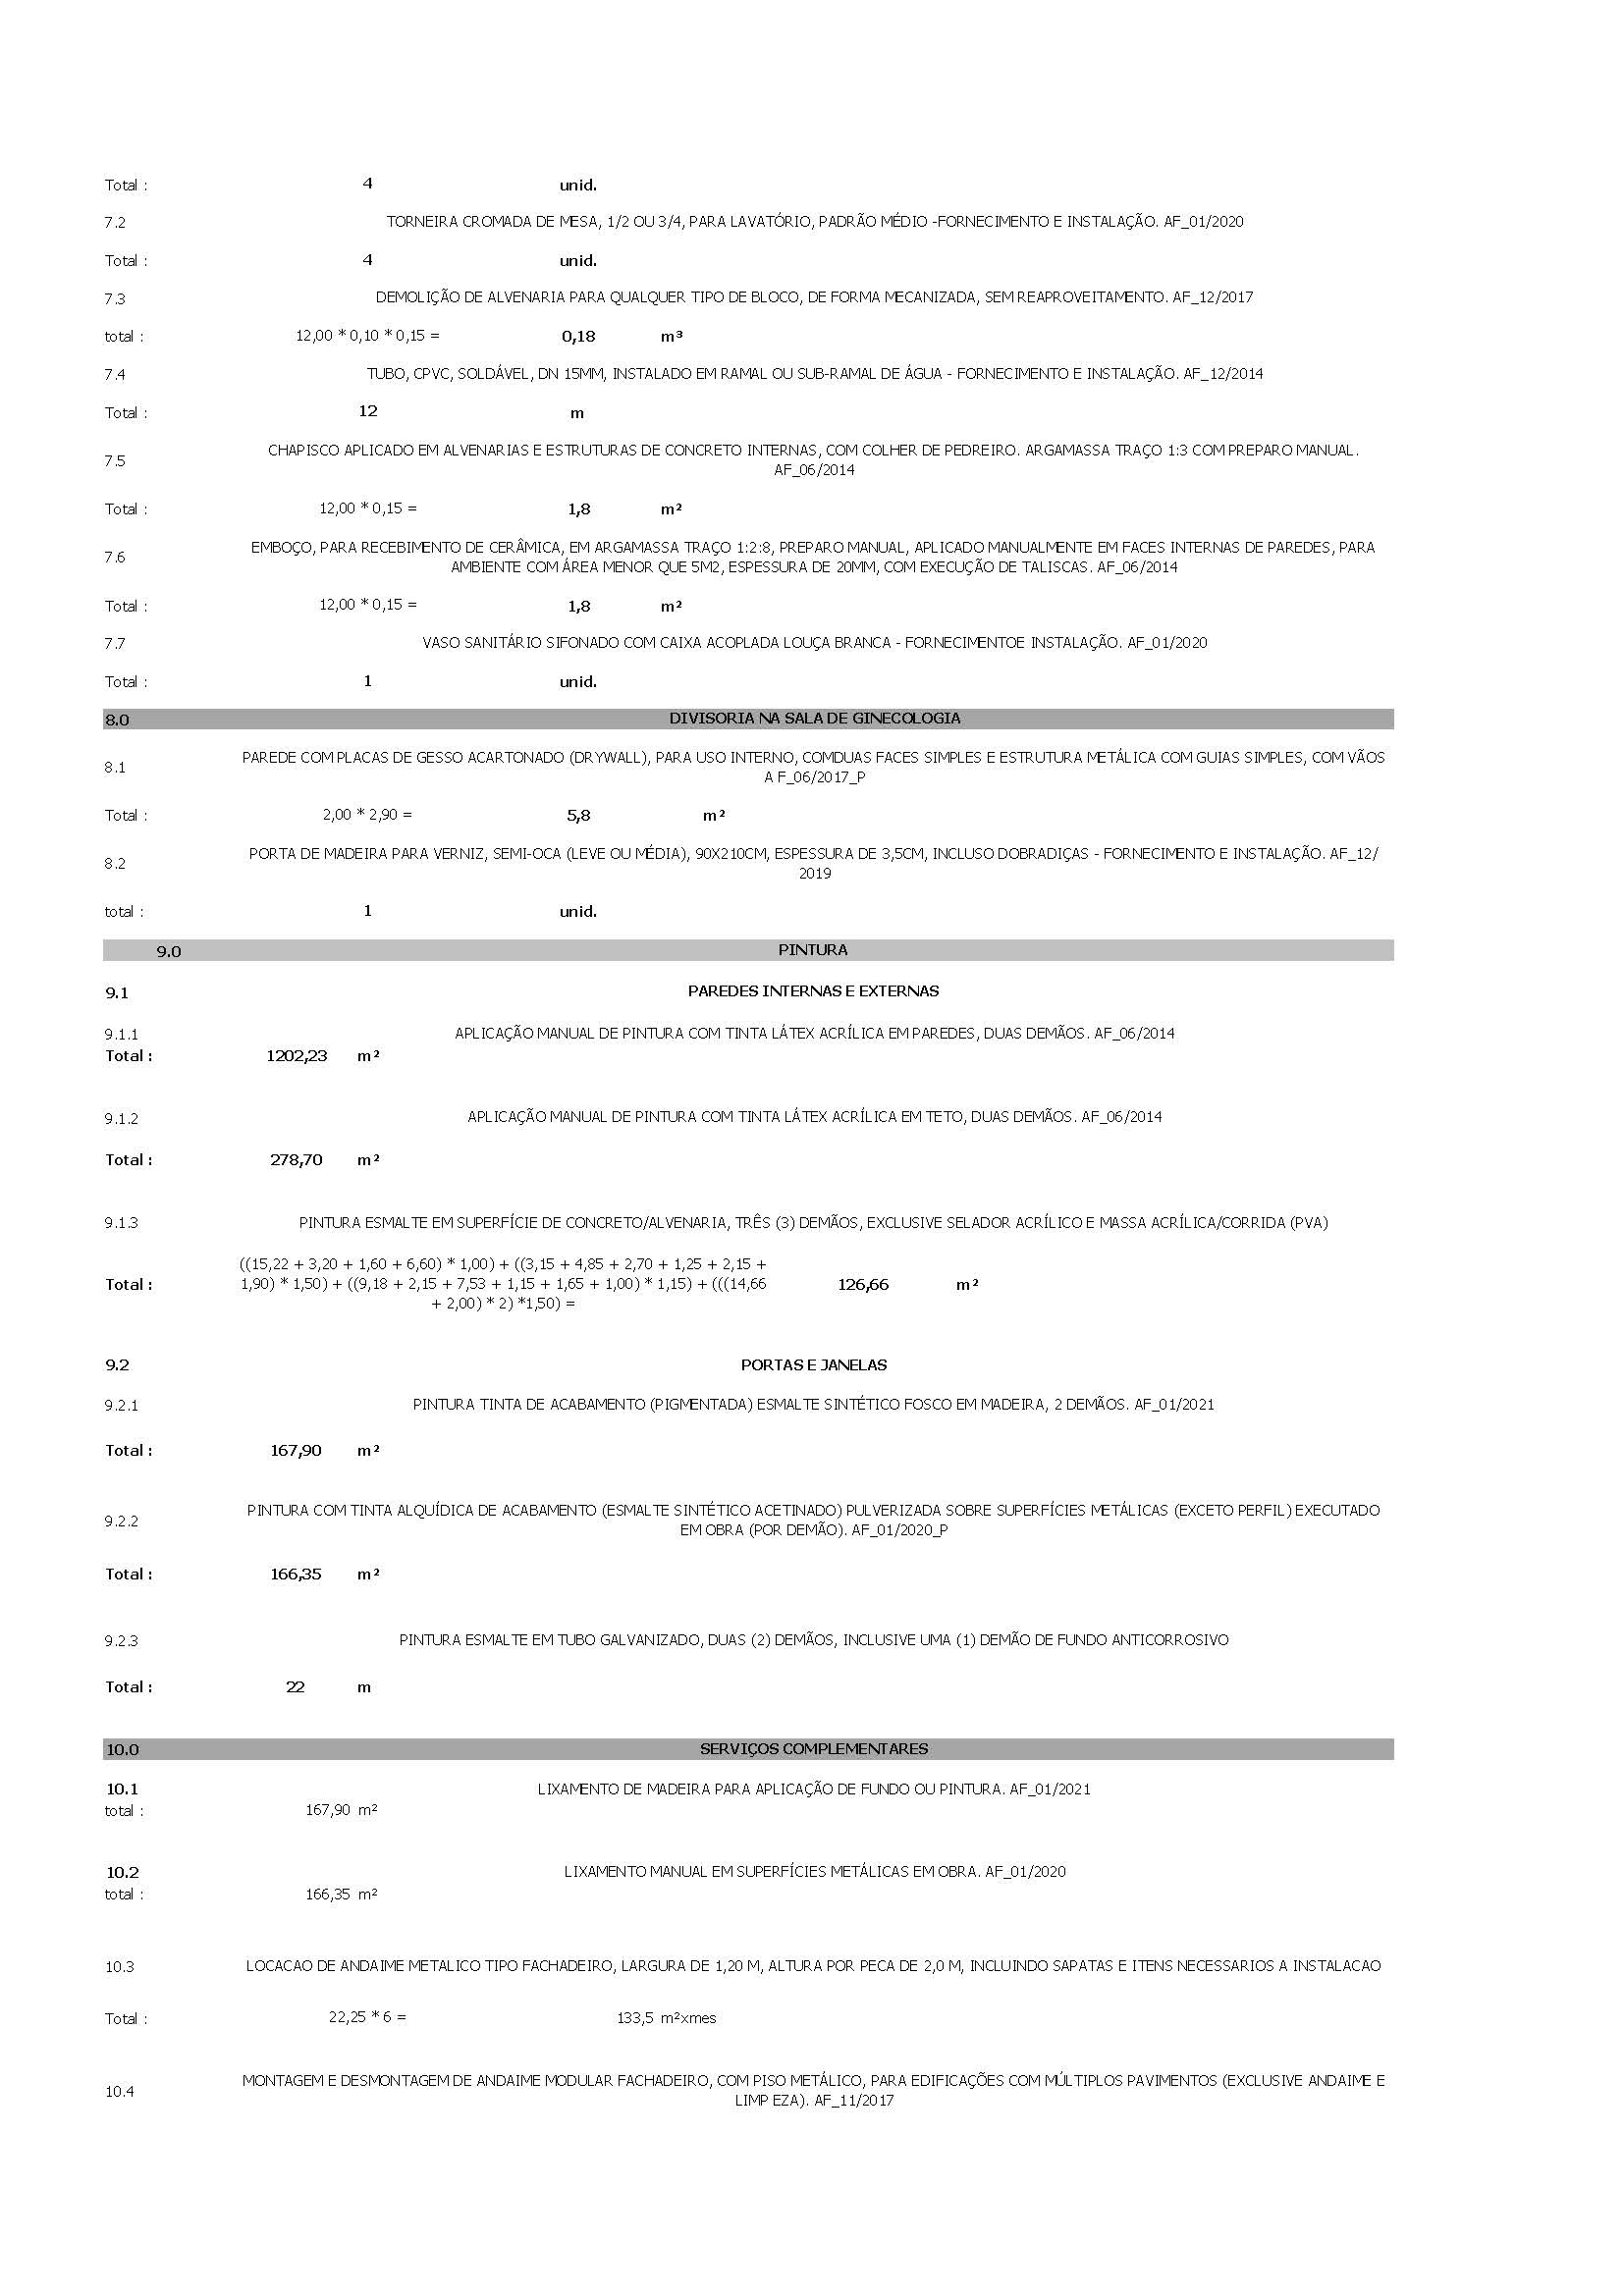 Total : 4 unid.
7.2 TORNEIRA CROMADA DE MESA, 1/2 OU 3/4, PARA LAVATÓRIO, PADRÃO MÉDIO -FORNECIMENTO E INSTALAÇÃO. AF_01/2020
Total : 4 unid.
7.3 DEMOLIÇÃO DE ALVENARIA PARA QUALQUER TIPO DE BLOCO, DE FORMA MECANIZADA, SEM REAPROVEITAMENTO. AF_12/2017
total : 12,00 * 0,10 * 0,15 = 0,18 m³
7.4 TUBO, CPVC, SOLDÁVEL, DN 15MM, INSTALADO EM RAMAL OU SUB-RAMAL DE ÁGUA - FORNECIMENTO E INSTALAÇÃO. AF_12/2014
Total : 12 m
7.5 CHAPISCO APLICADO EM ALVENARIAS E ESTRUTURAS DE CONCRETO INTERNAS, COM COLHER DE PEDREIRO. ARGAMASSA TRAÇO 1:3 COM PREPARO MANUAL.
AF_06/2014
Total : 12,00 * 0,15 = 1,8 m²
7.6 EMBOÇO, PARA RECEBIMENTO DE CERÂMICA, EM ARGAMASSA TRAÇO 1:2:8, PREPARO MANUAL, APLICADO MANUALMENTE EM FACES INTERNAS DE PAREDES, PARA
AMBIENTE COM ÁREA MENOR QUE 5M2, ESPESSURA DE 20MM, COM EXECUÇÃO DE TALISCAS. AF_06/2014
Total : 12,00 * 0,15 = 1,8 m²
7.7 VASO SANITÁRIO SIFONADO COM CAIXA ACOPLADA LOUÇA BRANCA - FORNECIMENTOE INSTALAÇÃO. AF_01/2020
Total : 1 unid.
8.0 DIVISORIA NA SALA DE GINECOLOGIA
8.1 PAREDE COM PLACAS DE GESSO ACARTONADO (DRYWALL), PARA USO INTERNO, COMDUAS FACES SIMPLES E ESTRUTURA METÁLICA COM GUIAS SIMPLES, COM VÃOS
A F_06/2017_P
Total : 2,00 * 2,90 = 5,8 m²
8.2 PORTA DE MADEIRA PARA VERNIZ, SEMI-OCA (LEVE OU MÉDIA), 90X210CM, ESPESSURA DE 3,5CM, INCLUSO DOBRADIÇAS - FORNECIMENTO E INSTALAÇÃO. AF_12/
2019
total : 1 unid.
9.0 PINTURA
9.1 PAREDES INTERNAS E EXTERNAS
9.1.1 APLICAÇÃO MANUAL DE PINTURA COM TINTA LÁTEX ACRÍLICA EM PAREDES, DUAS DEMÃOS. AF_06/2014
Total : 1202,23 m²
9.1.2 APLICAÇÃO MANUAL DE PINTURA COM TINTA LÁTEX ACRÍLICA EM TETO, DUAS DEMÃOS. AF_06/2014
Total : 278,70 m²
9.1.3 PINTURA ESMALTE EM SUPERFÍCIE DE CONCRETO/ALVENARIA, TRÊS (3) DEMÃOS, EXCLUSIVE SELADOR ACRÍLICO E MASSA ACRÍLICA/CORRIDA (PVA)
((15,22 + 3,20 + 1,60 + 6,60) * 1,00) + ((3,15 + 4,85 + 2,70 + 1,25 + 2,15 +
Total : 1,90) * 1,50) + ((9,18 + 2,15 + 7,53 + 1,15 + 1,65 + 1,00) * 1,15) + (((14,66 126,66 m²
+ 2,00) * 2) *1,50) =
9.2 PORTAS E JANELAS
9.2.1 PINTURA TINTA DE ACABAMENTO (PIGMENTADA) ESMALTE SINTÉTICO FOSCO EM MADEIRA, 2 DEMÃOS. AF_01/2021
Total : 167,90 m²
9.2.2 PINTURA COM TINTA ALQUÍDICA DE ACABAMENTO (ESMALTE SINTÉTICO ACETINADO) PULVERIZADA SOBRE SUPERFÍCIES METÁLICAS (EXCETO PERFIL) EXECUTADO
EM OBRA (POR DEMÃO). AF_01/2020_P
Total : 166,35 m²
9.2.3 PINTURA ESMALTE EM TUBO GALVANIZADO, DUAS (2) DEMÃOS, INCLUSIVE UMA (1) DEMÃO DE FUNDO ANTICORROSIVO
Total : 22 m
10.0 SERVIÇOS COMPLEMENTARES
10.1 LIXAMENTO DE MADEIRA PARA APLICAÇÃO DE FUNDO OU PINTURA. AF_01/2021
total : 167,90 m²
10.2 LIXAMENTO MANUAL EM SUPERFÍCIES METÁLICAS EM OBRA. AF_01/2020
total : 166,35 m²
10.3 LOCACAO DE ANDAIME METALICO TIPO FACHADEIRO, LARGURA DE 1,20 M, ALTURA POR PECA DE 2,0 M, INCLUINDO SAPATAS E ITENS NECESSARIOS A INSTALACAO
Total : 22,25 * 6 = 133,5 m²xmes
10.4 MONTAGEM E DESMONTAGEM DE ANDAIME MODULAR FACHADEIRO, COM PISO METÁLICO, PARA EDIFICAÇÕES COM MÚLTIPLOS PAVIMENTOS (EXCLUSIVE ANDAIME E
LIMP EZA). AF_11/2017